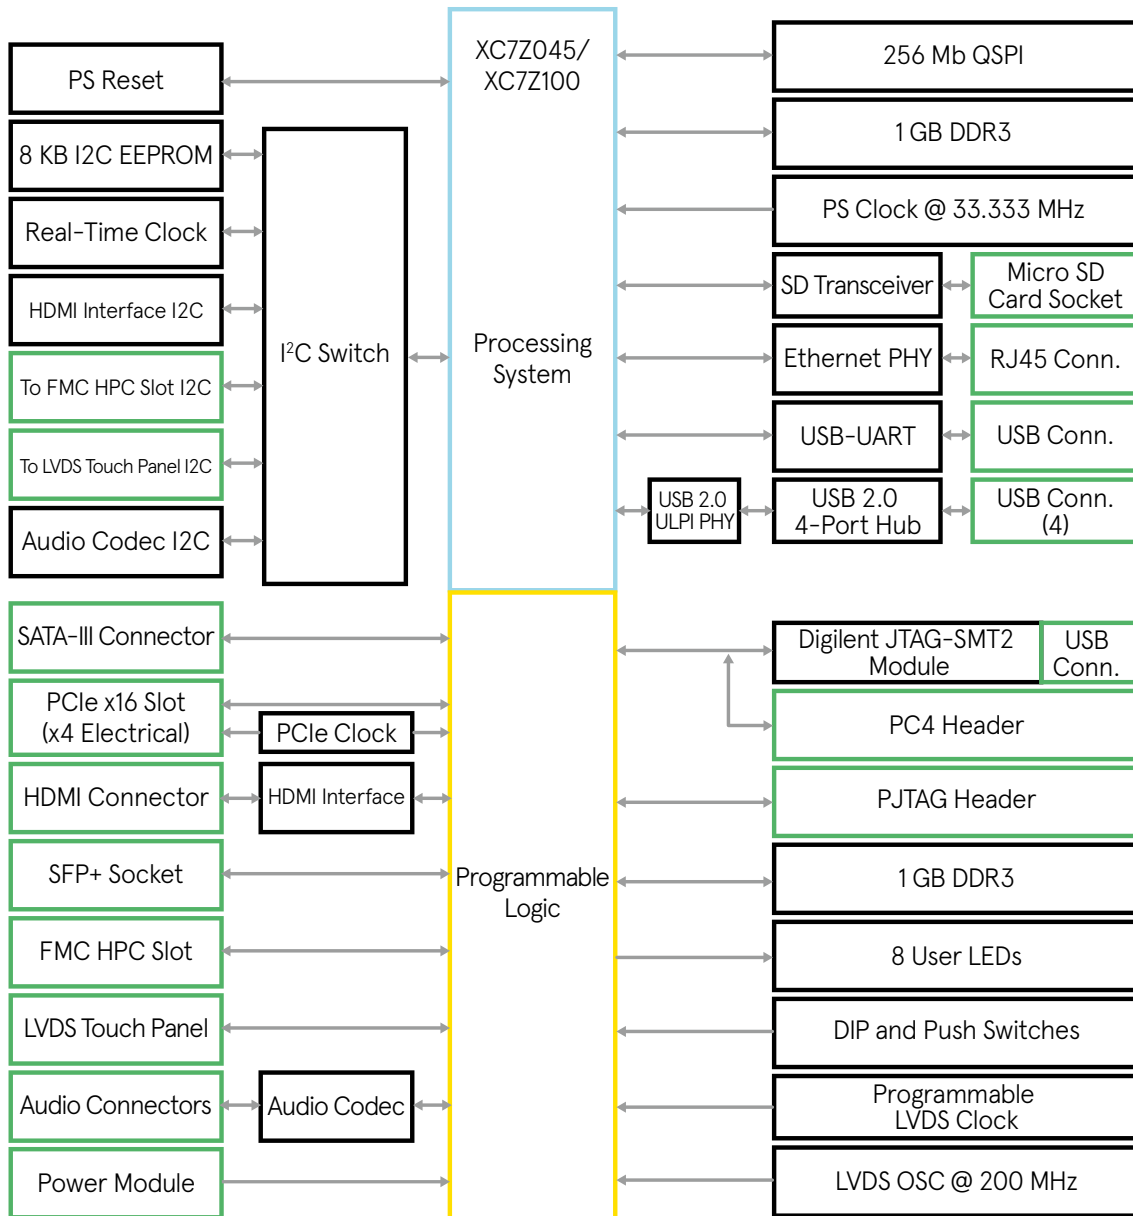 PS Reset
8 KB I2C EEPROM
Real-Time Clock
HDMI Interface I2C
To FMC HPC Slot I2C
To LVDS Touch Panel I2C
Audio Codec I2C
I²C Switch
XC7Z045/
XC7Z100
Processing
System
256 Mb QSPI
1 GB DDR3
PS Clock @ 33.333 MHz
SD Transceiver
Micro SD
Card Socket
Ethernet PHY
RJ45 Conn.
USB-UART
USB Conn.
USB 2.0
ULPI PHY
USB 2.0
4-Port Hub
USB Conn.
(4)
SATA-III Connector
PCIe x16 Slot
(x4 Electrical)
PCIe Clock
HDMI Connector
HDMI Interface
SFP+ Socket
FMC HPC Slot
LVDS Touch Panel
Audio Connectors
Audio Codec
Power Module
Programmable
Logic
Digilent JTAG-SMT2
Module
USB
Conn.
PC4 Header
PJTAG Header
1 GB DDR3
8 User LEDs
DIP and Push Switches
Programmable
LVDS Clock
LVDS OSC @ 200 MHz